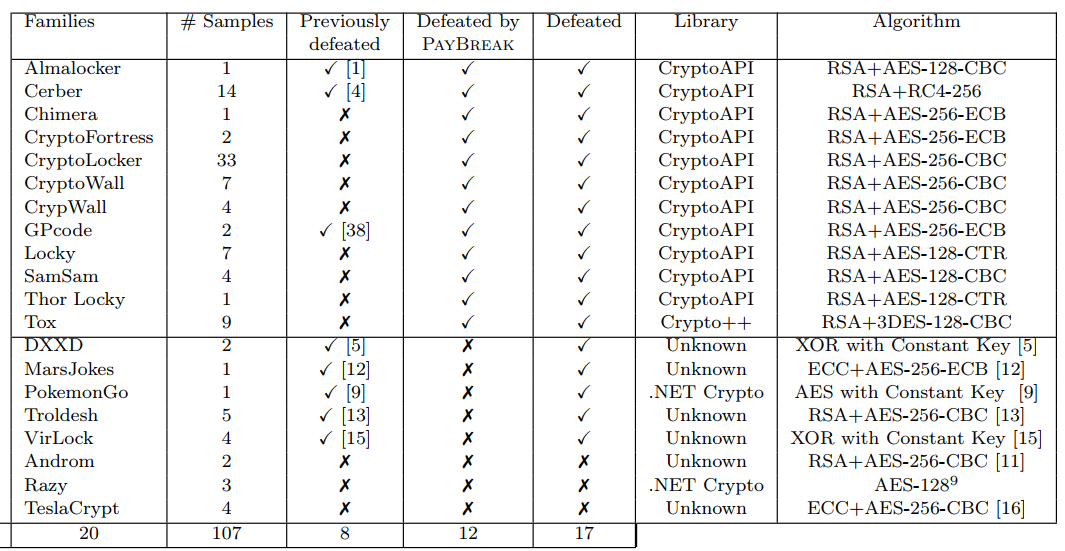 Families # Samples Previously defeated Defeated by PAYBREAK Defeated Library Algorithm
Almalocker 1 ✓ [1] ✓ ✓ CryptoAPI RSA+AES-128-CBC
Cerber 14 ✓ [4] ✓ ✓ CryptoAPI RSA+RC4-256
Chimera 1 ✗ ✓ ✓ CryptoAPI RSA+AES-256-ECB
CryptoFortress 2 ✗ ✓ ✓ CryptoAPI RSA+AES-256-ECB
CryptoLocker 33 ✗ ✓ ✓ CryptoAPI RSA+AES-256-CBC
CryptoWall 7 ✗ ✓ ✓ CryptoAPI RSA+AES-256-CBC
CrypWall 4 ✗ ✓ ✓ CryptoAPI RSA+AES-256-CBC
GPcode 2 ✓ [38] ✓ ✓ CryptoAPI RSA+AES-256-ECB
Locky 7 ✗ ✓ ✓ CryptoAPI RSA+AES-128-CTR
SamSam 4 ✗ ✓ ✓ CryptoAPI RSA+AES-128-CBC
Thor Locky 1 ✗ ✓ ✓ CryptoAPI RSA+AES-128-CTR
Tox 9 ✗ ✓ ✓ Crypto++ RSA+3DES-128-CBC
DXXD 2 ✓ [5] ✗ ✓ Unknown XOR with Constant Key [5]
MarsJokes 1 ✓ [12] ✗ ✓ Unknown ECC+AES-256-ECB [12]
PokemonGo 1 ✓ [9] ✗ ✓ .NET Crypto AES with Constant Key [9]
Troldesh 5 ✓ [13] ✗ ✓ Unknown RSA+AES-256-CBC [13]
VirLock 4 ✓ [15] ✗ ✓ Unknown XOR with Constant Key [15]
Androm 2 ✗ ✗ ✗ Unknown RSA+AES-256-CBC [11]
Razy 3 ✗ ✗ ✗ .NET Crypto AES-128⁹
TeslaCrypt 4 ✗ ✗ ✗ Unknown ECC+AES-256-CBC [16]
20 107 8 12 17